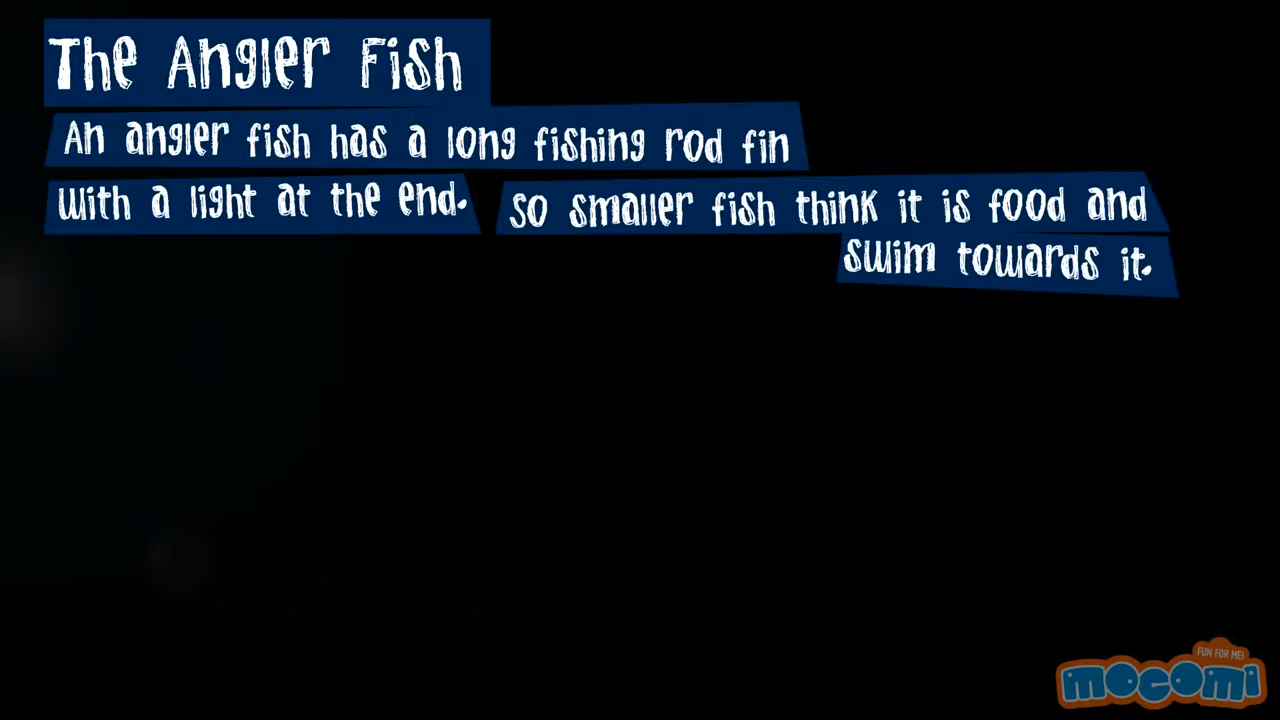 The Angler Fish
An angler fish has a long fishing rod fin
with a light at the end.
so smaller fish think it is food and
swim towards it.
FUN FOR ME!
mocomi